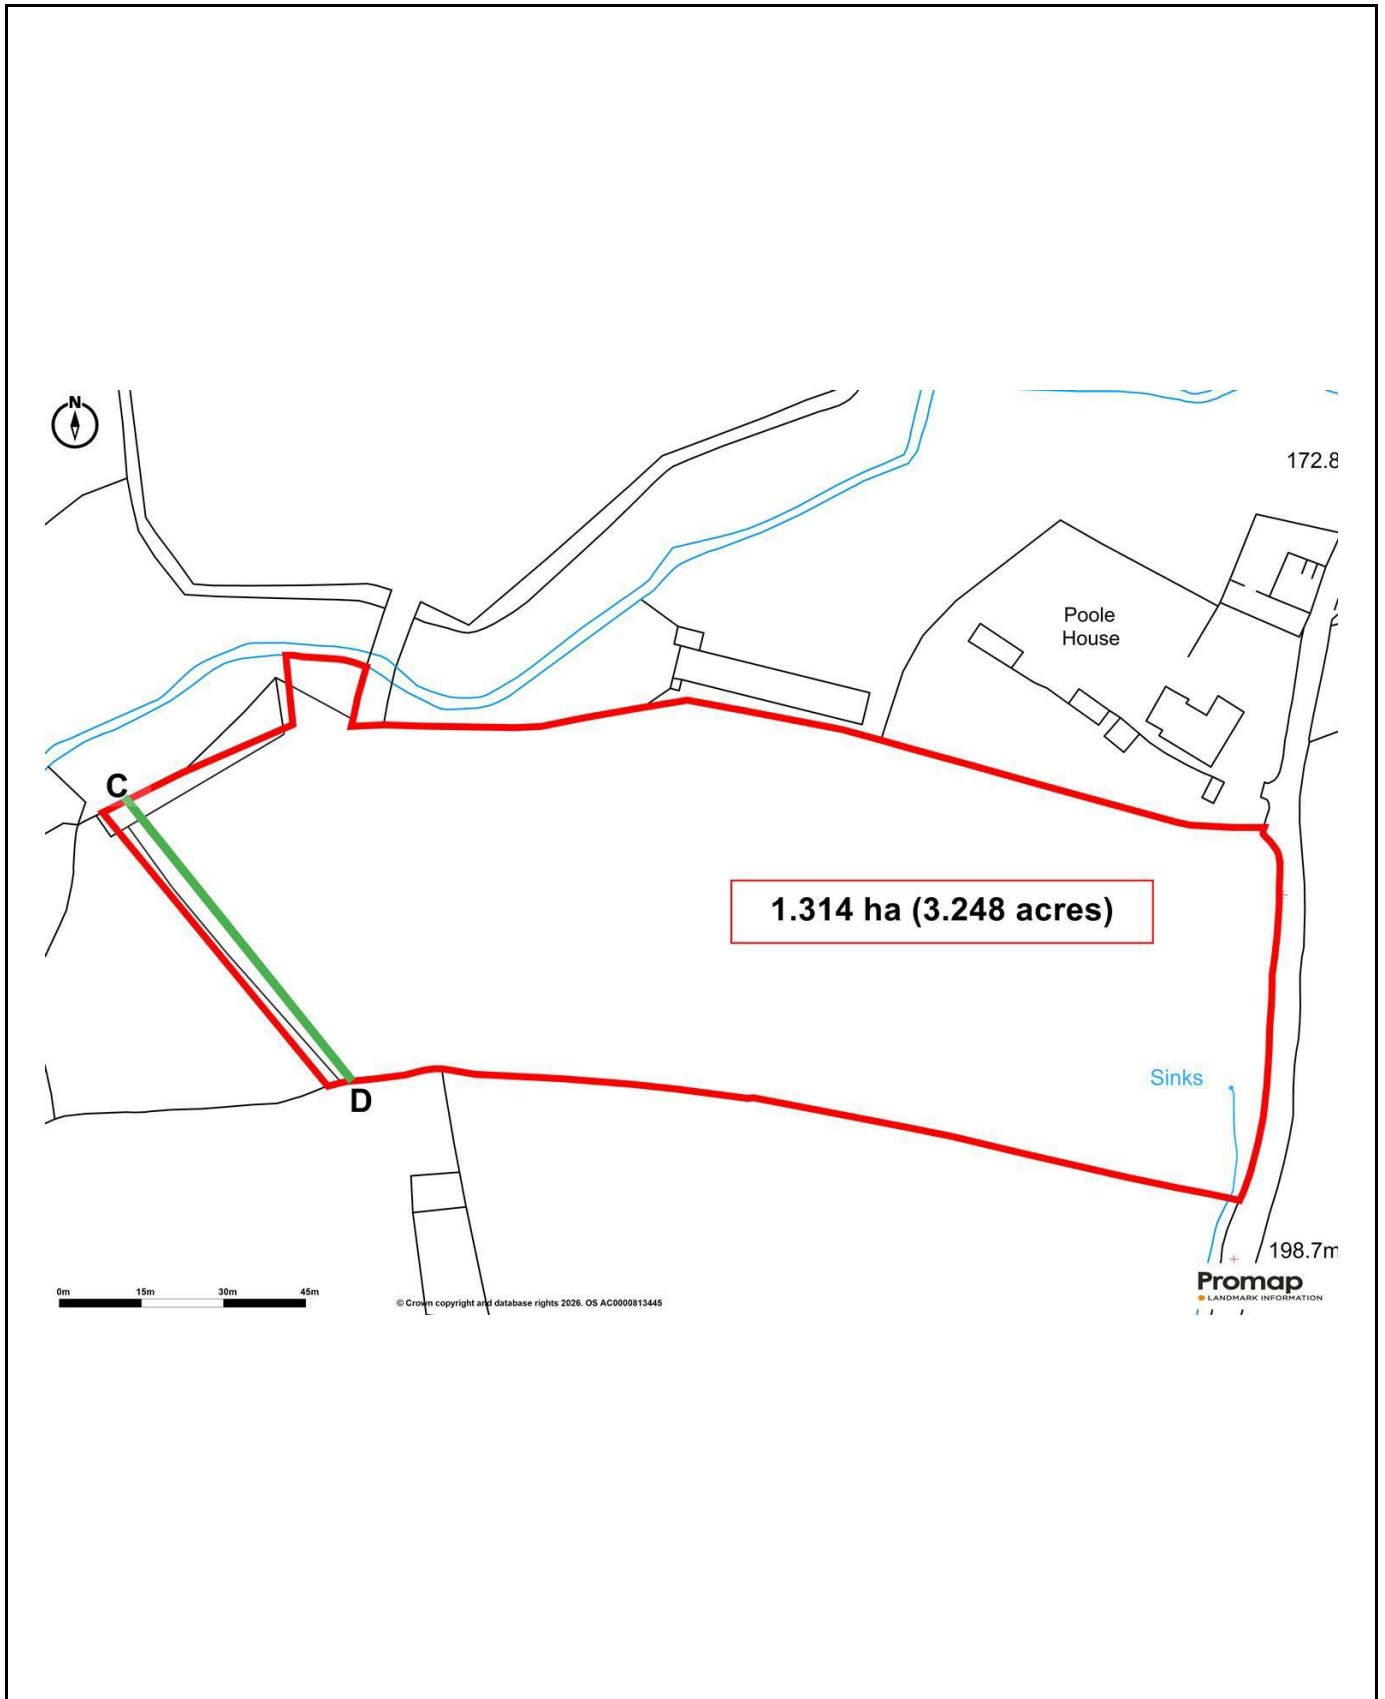 N
172.8
Poole
House
C
1.314 ha (3.248 acres)
Sinks
D
198.7m
Promap
LANDMARK INFORMATION
0m 15m 30m 45m
© Crown copyright and database rights 2026. OS AC0000813445